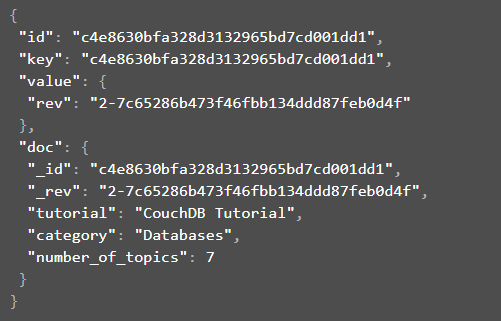 {
"id": "c4e8630bfa328d3132965bd7cd001dd1",
"key": "c4e8630bfa328d3132965bd7cd001dd1",
"value": {
"rev": "2-7c65286b473f46fbb134ddd87feb0d4f"
},
"doc": {
"_id": "c4e8630bfa328d3132965bd7cd001dd1",
"_rev": "2-7c65286b473f46fbb134ddd87feb0d4f",
"tutorial": "CouchDB Tutorial",
"category": "Databases",
"number_of_topics": 7
}
}